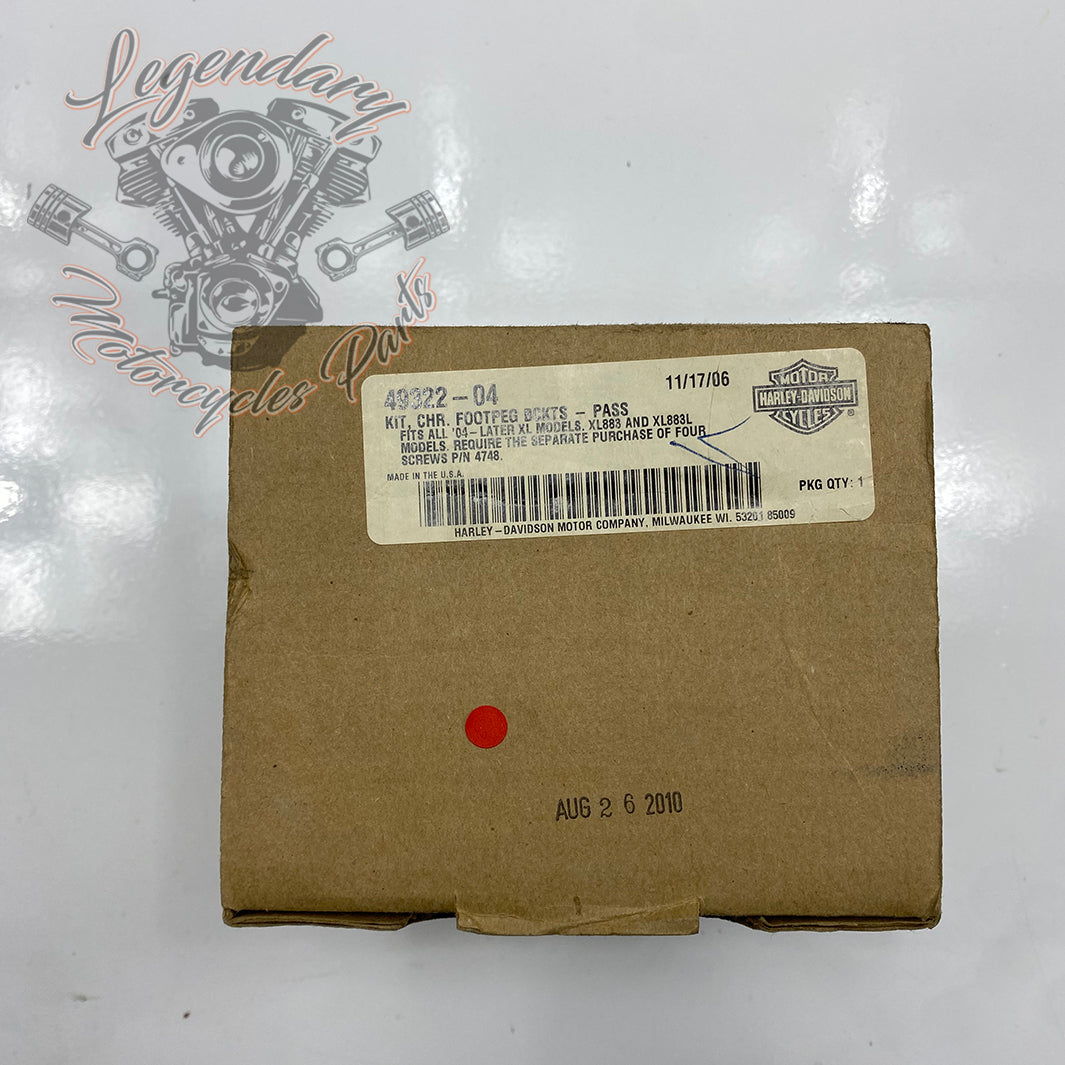 Legendary
Motorcycles Parts
49322-04
11/17/06
KIT, CHR. FOOTPEG BCKTS - PASS
FITS ALL '04-LATER XL MODELS. XL883 AND XL883L
MODELS. REQUIRE THE SEPARATE PURCHASE OF FOUR
SCREWS P/N 4748.
MOTOR
HARLEY-DAVIDSON
CYCLES
MADE IN THE U.S.A.
PKG QTY: 1
HARLEY-DAVIDSON MOTOR COMPANY, MILWAUKEE WI. 53201 85009
AUG 26 2010